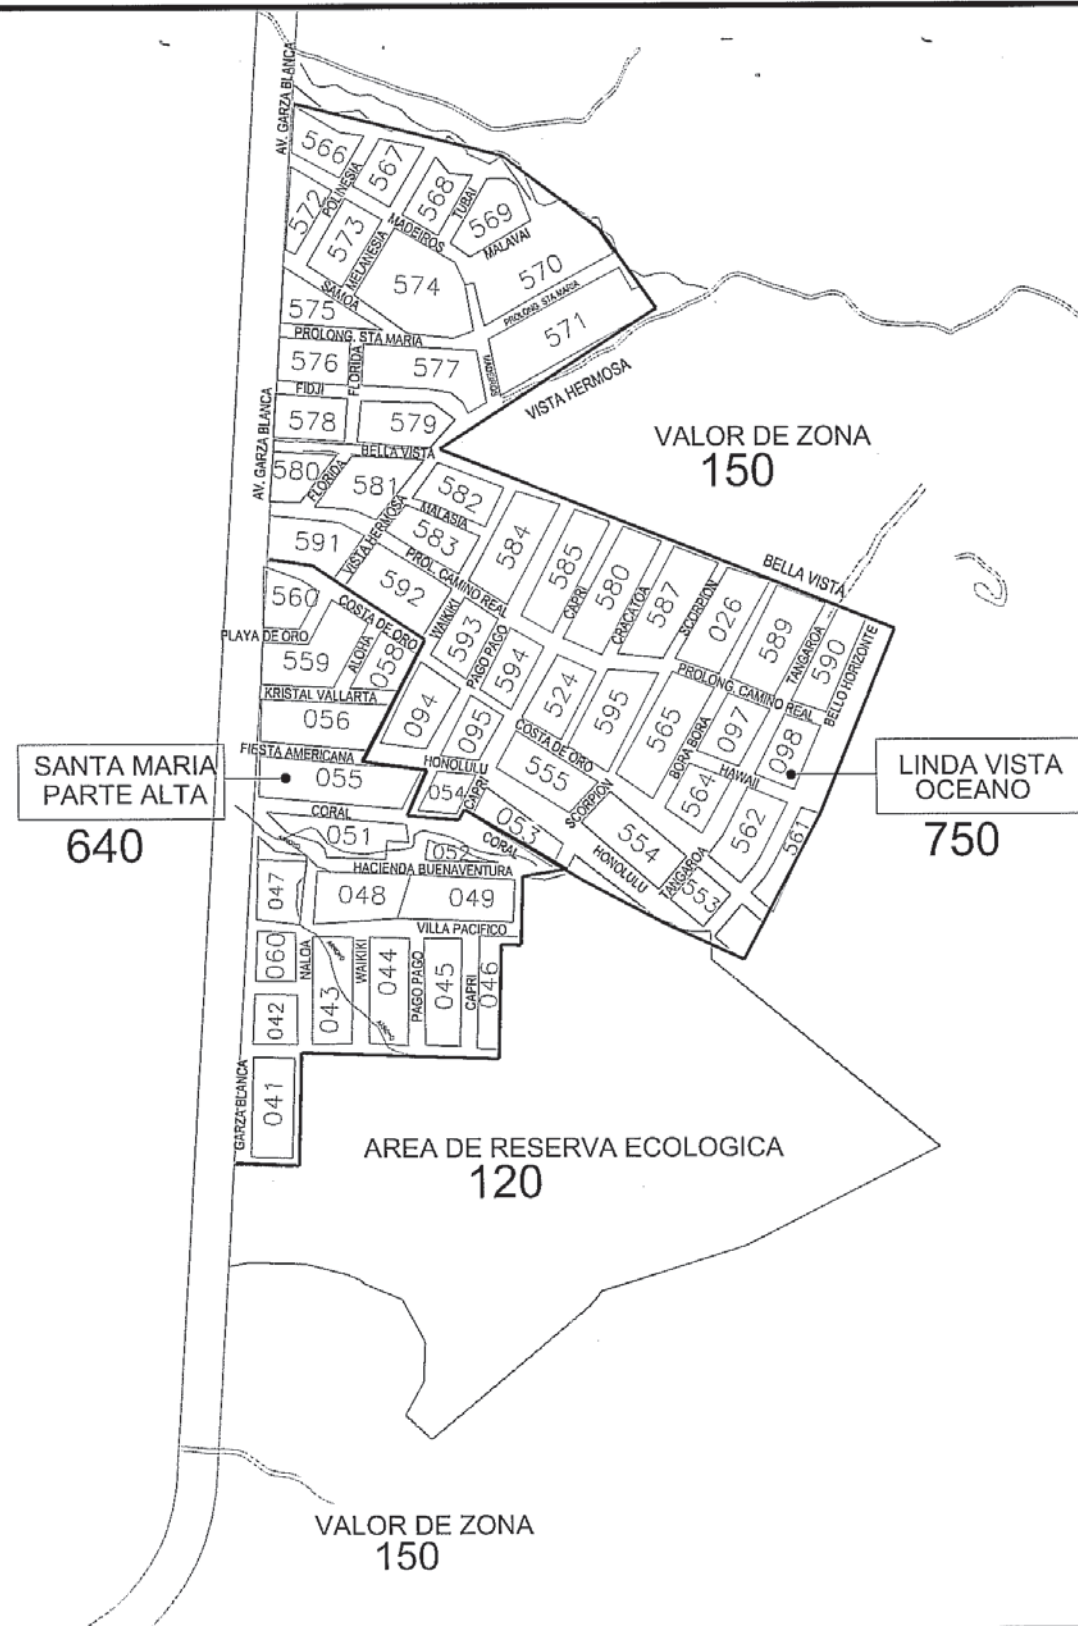 AV. GARZA BLANCA
566
567
POLINESIA
568
TUBAI
572
573
569
MADEIROS
MALAVAI
MELANESIA
570
574
SAMOA
575
PROLONG. STA MARIA
571
PROLONG. STA MARIA
576
FLORIDA
577
MADEIROS
FIDJI
VISTA HERMOSA
578
579
AV. GARZA BLANCA
VALOR DE ZONA
150
BELLA VISTA
580
FLORIDA
581
582
MALASIA
591
VISTA HERMOSA
583
584
585
CAPRI
580
CRACATOA
587
SCORPION
026
BELLA VISTA
589
TANGAROA
590
BELLO HORIZONTE
PROL. CAMINO REAL
592
560
COSTA DE ORO
WAIKIKI
593
PAGO PAGO
594
PLAYA DE ORO
559
ALOHA
058
524
595
PROLONG. CAMINO REAL
KRISTAL VALLARTA
056
094
095
COSTA DE ORO
565
BORA BORA
097
098
FIESTA AMERICANA
HONOLULU
555
HAWAII
SANTA MARIA
PARTE ALTA
640
055
054
CAPRI
SCORPION
564
LINDA VISTA
OCEANO
750
CORAL
051
053
554
562
561
052
CORAL
HONOLULU
TANGAROA
HACIENDA BUENAVENTURA
047
048
049
553
VILLA PACIFICO
060
NALOA
ARROYO
WAIKIKI
044
PAGO PAGO
045
CAPRI
046
042
043
ARROYO
GARZA BLANCA
041
AREA DE RESERVA ECOLOGICA
120
VALOR DE ZONA
150